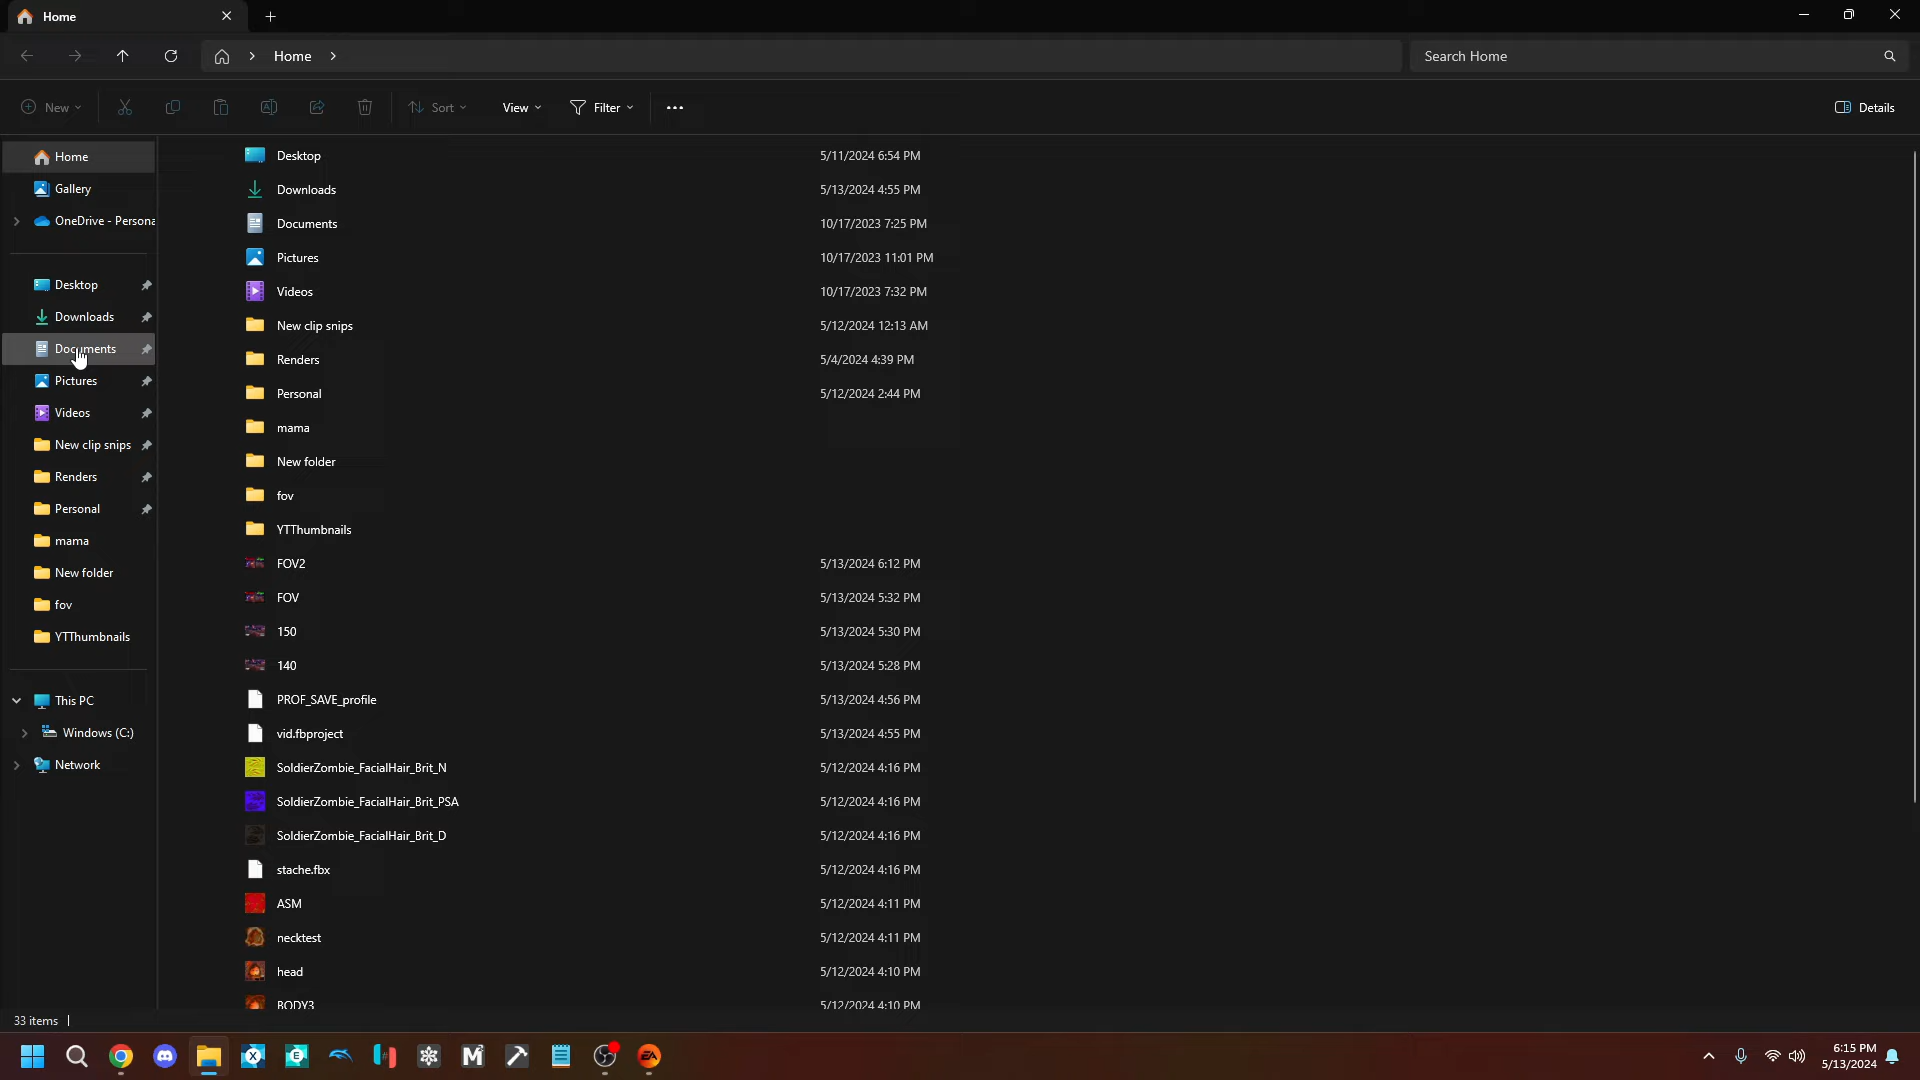 Home
Home
Search Home
New
Sort
View
Filter
Details
Home
Gallery
OneDrive - Persona
Desktop
Downloads
Documents
Pictures
Videos
New clip snips
Renders
Personal
mama
New folder
fov
YTThumbnails
This PC
Windows (C:)
Network
Desktop 5/11/2024 6:54 PM
Downloads 5/13/2024 4:55 PM
Documents 10/17/2023 7:25 PM
Pictures 10/17/2023 11:01 PM
Videos 10/17/2023 7:32 PM
New clip snips 5/12/2024 12:13 AM
Renders 5/4/2024 4:39 PM
Personal 5/12/2024 2:44 PM
mama
New folder
fov
YTThumbnails
FOV2 5/13/2024 6:12 PM
FOV 5/13/2024 5:32 PM
150 5/13/2024 5:30 PM
140 5/13/2024 5:28 PM
PROF_SAVE_profile 5/13/2024 4:56 PM
vid.fbproject 5/13/2024 4:55 PM
SoldierZombie_FacialHair_Brit_N 5/12/2024 4:16 PM
SoldierZombie_FacialHair_Brit_PSA 5/12/2024 4:16 PM
SoldierZombie_FacialHair_Brit_D 5/12/2024 4:16 PM
stache.fbx 5/12/2024 4:16 PM
ASM 5/12/2024 4:11 PM
necktest 5/12/2024 4:11 PM
head 5/12/2024 4:10 PM
BODY3 5/12/2024 4:10 PM
33 items
6:15 PM
5/13/2024